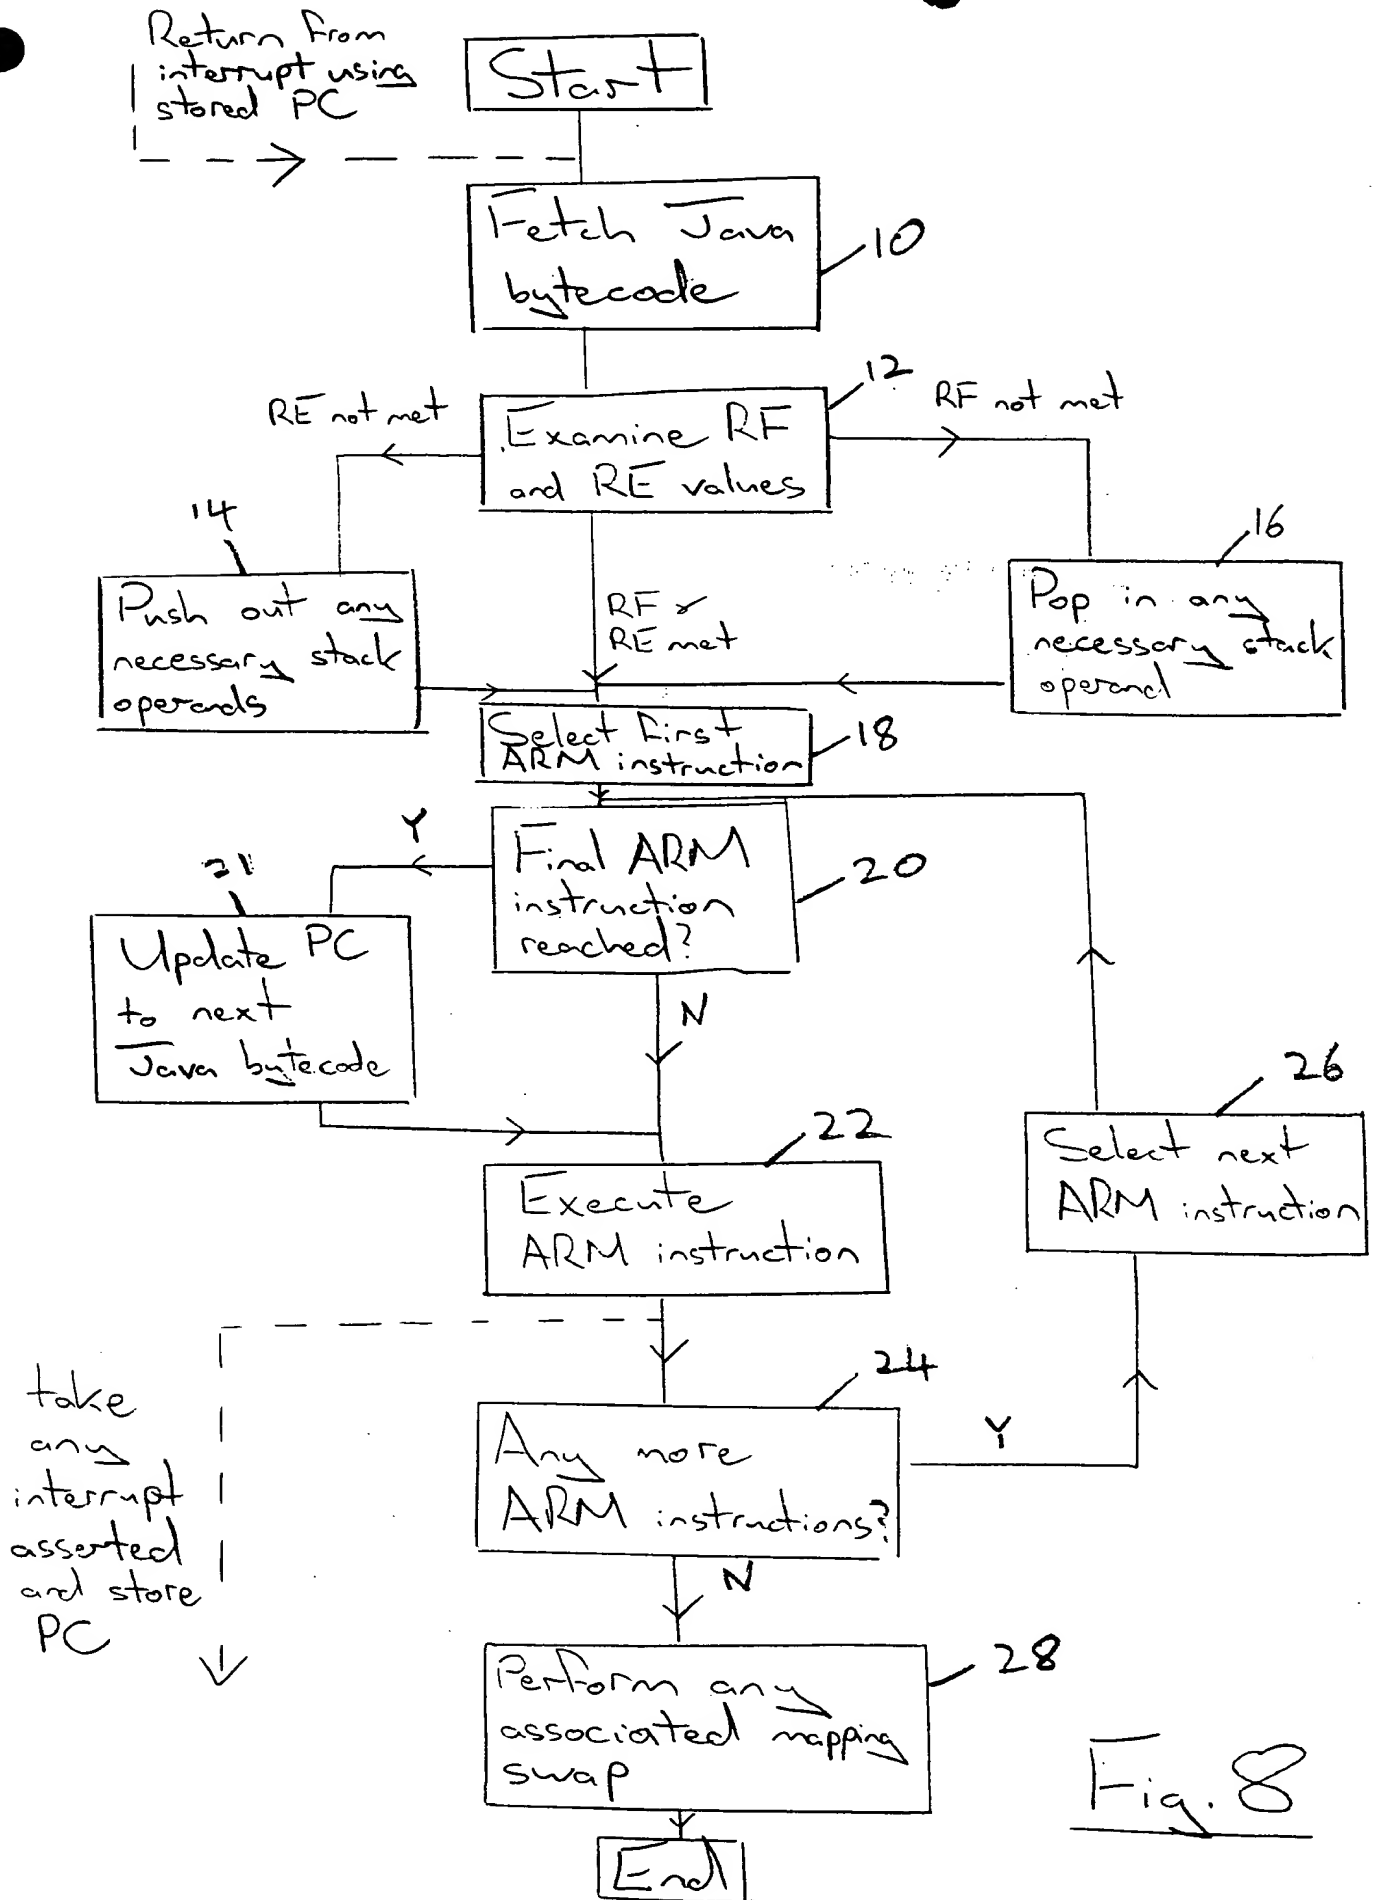 Return from
interrupt using
stored PC
Start
Fetch Java
bytecode
10
12
RE not met
RF not met
Examine RF
and RE values
14
16
Push out any
necessary stack
operands
RF &
RE met
Pop in any
necessary stack
operand
Select first
ARM instruction
18
Y
Final ARM
instruction
reached?
20
21
Update PC
to next
Java bytecode
N
26
22
Select next
ARM instruction
Execute
ARM instruction
take
any
interrupt
asserted
and store
PC
24
Y
Any more
ARM instructions?
N
28
Perform any
associated mapping
swap
Fig. 8
End